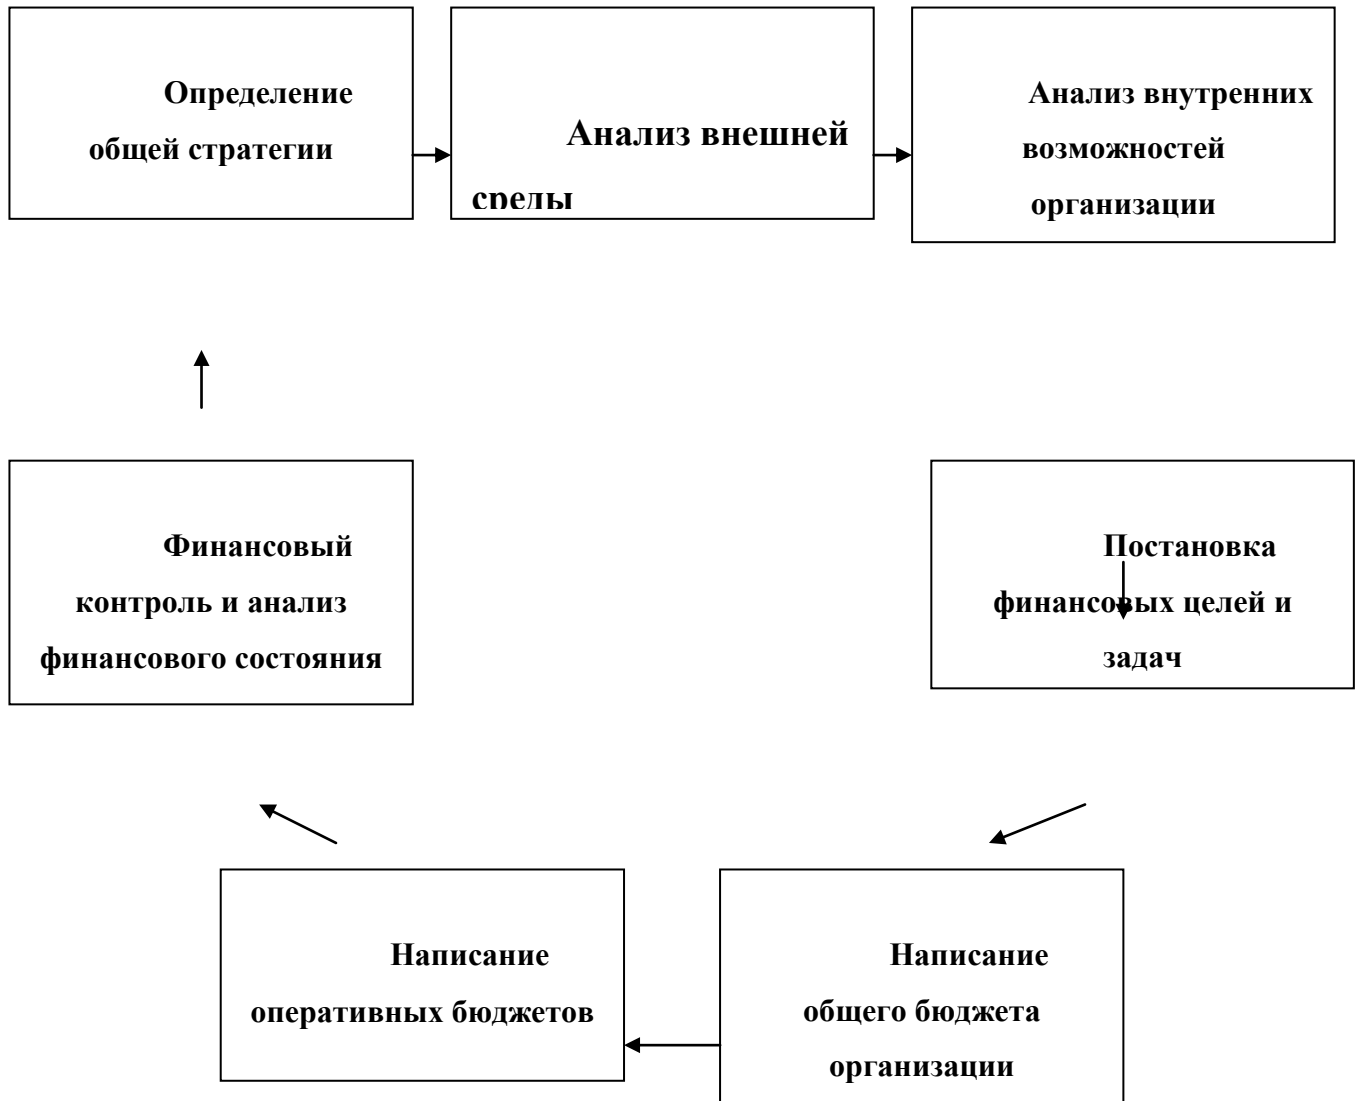 Определение
общей стратегии
Анализ внешней
среды
Анализ внутренних
возможностей
организации
Финансовый
контроль и анализ
финансового состояния
Постановка
финансовых целей и
задач
Написание
оперативных бюджетов
Написание
общего бюджета
организации